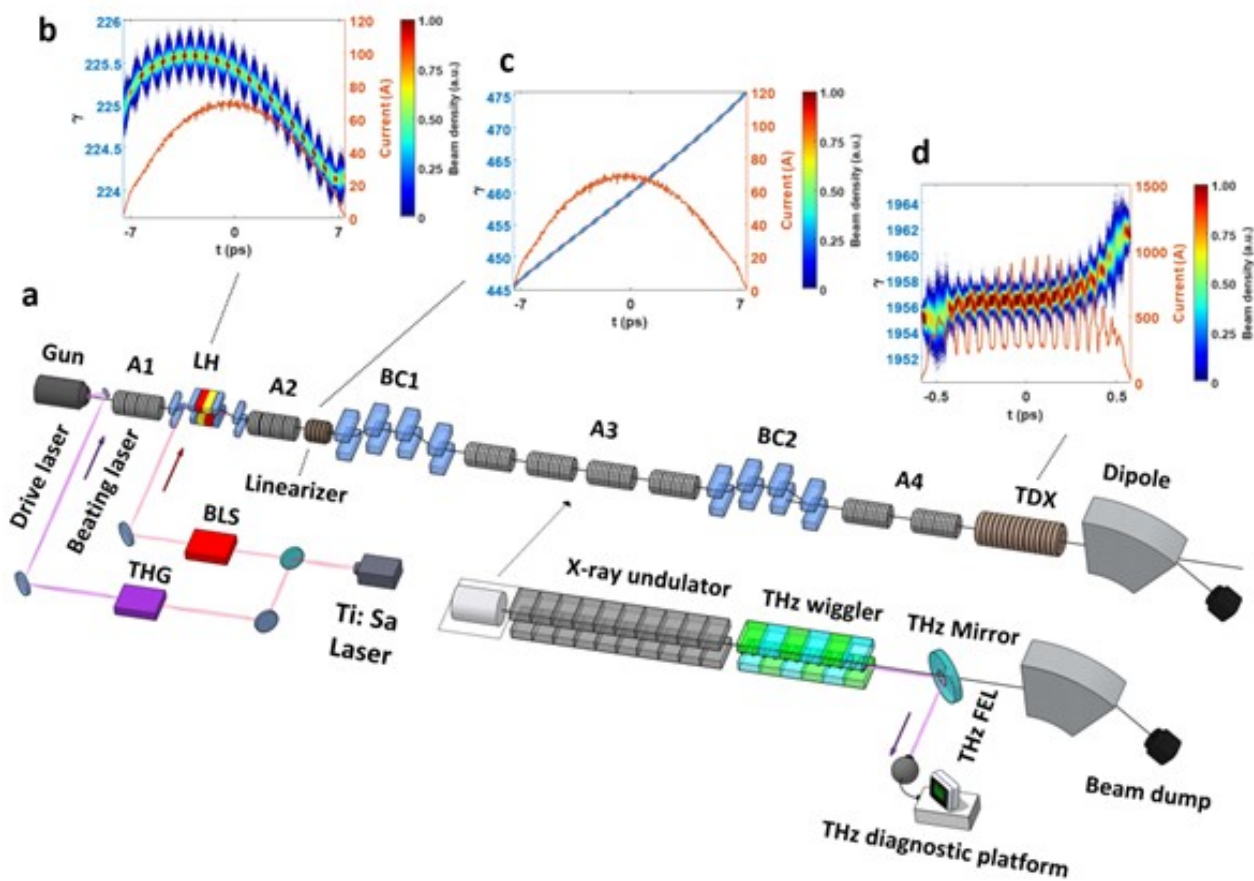 b
226
225.5
225
224.5
224
γ
-7
0
7
t (ps)
120
100
80
60
40
20
0
Current (A)
1.00
0.75
0.50
0.25
0
Beam density (a.u.)
c
475
470
465
460
455
450
445
γ
-7
0
7
t (ps)
120
100
80
60
40
20
0
Current (A)
1.00
0.75
0.50
0.25
0
Beam density (a.u.)
d
1964
1962
1960
1958
1956
1954
1952
γ
-0.5
0
0.5
t (ps)
1500
1000
500
0
Current (A)
1.00
0.75
0.50
0.25
0
Beam density (a.u.)
a
Gun
A1
LH
A2
BC1
A3
BC2
A4
TDX
Dipole
Linearizer
Drive laser
Beating laser
BLS
THG
Ti: Sa
Laser
X-ray undulator
THz wiggler
THz Mirror
THz FEL
Beam dump
THz diagnostic platform